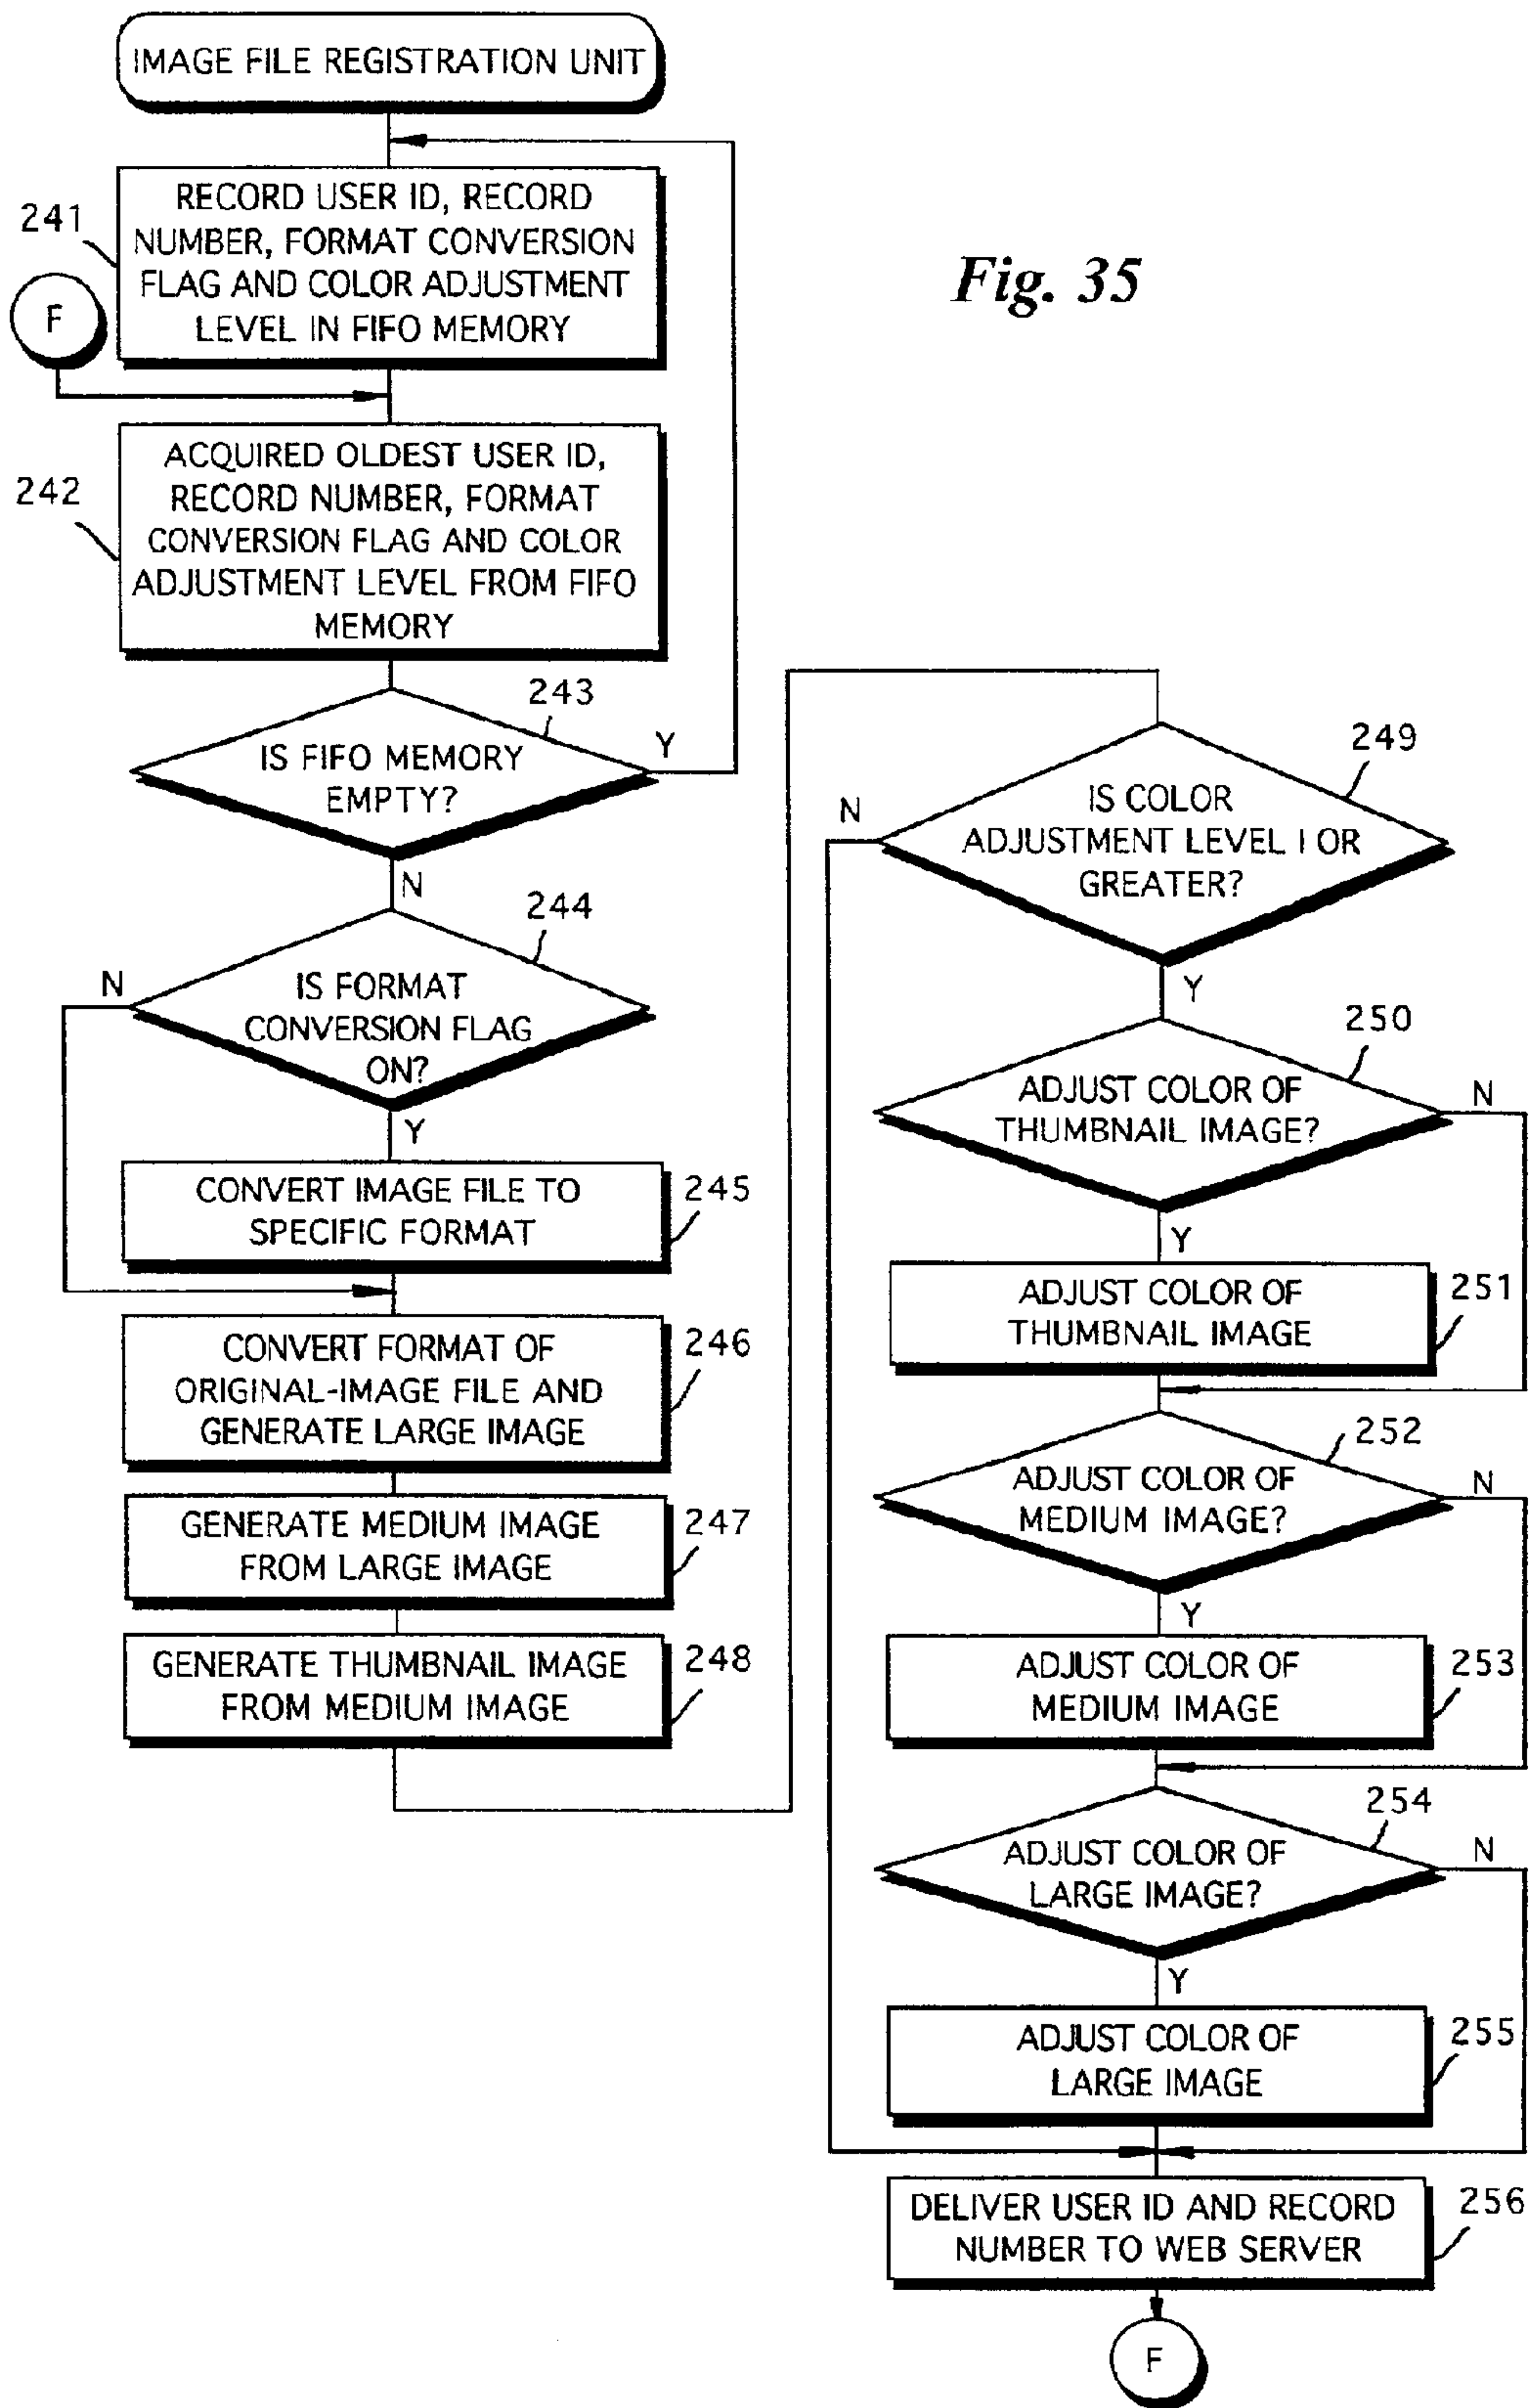 IMAGE FILE REGISTRATION UNIT
241
RECORD USER ID, RECORD
NUMBER, FORMAT CONVERSION
FLAG AND COLOR ADJUSTMENT
LEVEL IN FIFO MEMORY
F
Fig. 35
242
ACQUIRED OLDEST USER ID,
RECORD NUMBER, FORMAT
CONVERSION FLAG AND COLOR
ADJUSTMENT LEVEL FROM FIFO
MEMORY
243
IS FIFO MEMORY
EMPTY?
Y
N
244
IS FORMAT
CONVERSION FLAG
ON?
N
Y
CONVERT IMAGE FILE TO
SPECIFIC FORMAT
245
CONVERT FORMAT OF
ORIGINAL-IMAGE FILE AND
GENERATE LARGE IMAGE
246
GENERATE MEDIUM IMAGE
FROM LARGE IMAGE
247
GENERATE THUMBNAIL IMAGE
FROM MEDIUM IMAGE
248
249
IS COLOR
ADJUSTMENT LEVEL I OR
GREATER?
N
Y
250
ADJUST COLOR OF
THUMBNAIL IMAGE?
N
Y
ADJUST COLOR OF
THUMBNAIL IMAGE
251
252
ADJUST COLOR OF
MEDIUM IMAGE?
N
Y
ADJUST COLOR OF
MEDIUM IMAGE
253
254
ADJUST COLOR OF
LARGE IMAGE?
N
Y
ADJUST COLOR OF
LARGE IMAGE
255
DELIVER USER ID AND RECORD
NUMBER TO WEB SERVER
256
F